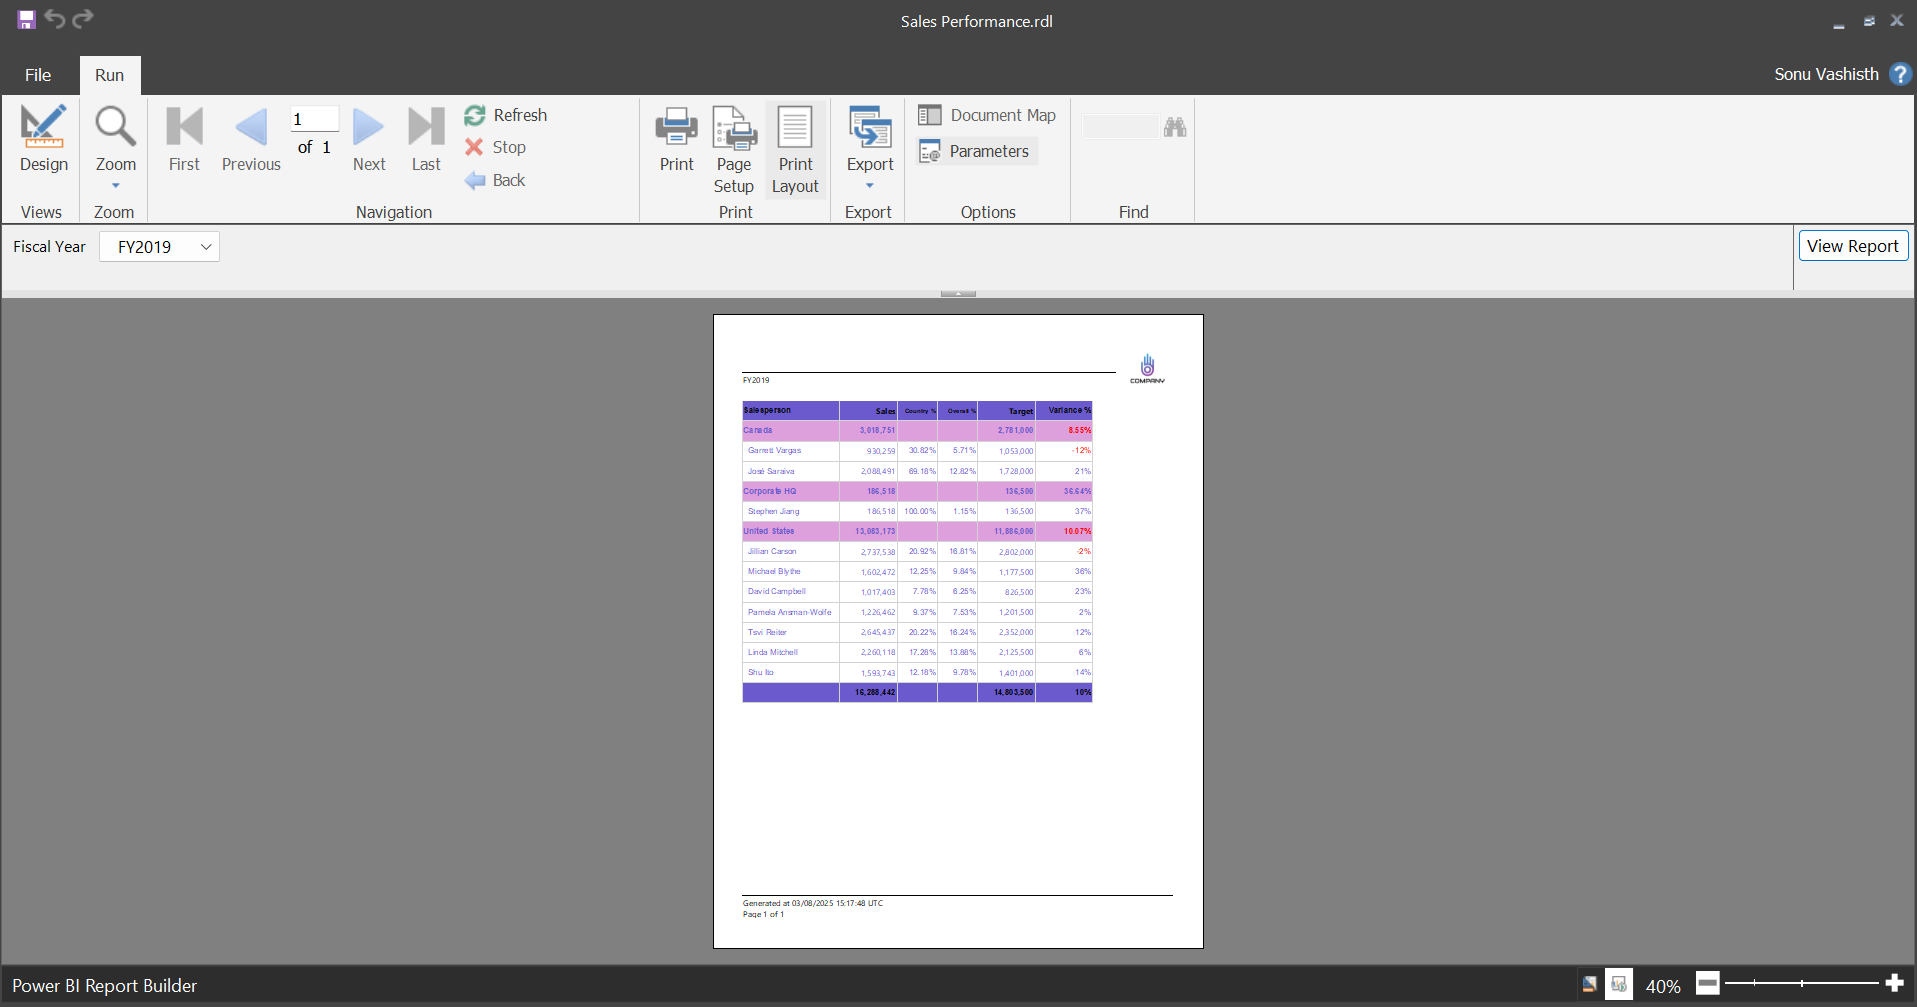 Sales Performance.rdl
File Run Sonu Vashisth ?
Design Zoom First Previous 1 of 1 Next Last Refresh Stop Back Print Page Setup Print Layout Export Document Map Parameters
Views Zoom Navigation Print Export Options Find
Fiscal Year FY2019 View Report
COMPANY
FY2019
Salesperson Sales Country % Overall % Target Variance %
Canada 3,018,751 2,781,000 8.55%
Garrett Vargas 930,259 30.82% 5.71% 1,053,000 -12%
José Saraiva 2,088,491 69.18% 12.82% 1,728,000 21%
Corporate HQ 186,518 136,500 36.64%
Stephen Jiang 186,518 100.00% 1.15% 136,500 37%
United States 13,083,173 11,886,000 10.07%
Jillian Carson 2,737,538 20.92% 16.81% 2,802,000 -2%
Michael Blythe 1,602,472 12.25% 9.84% 1,177,500 36%
David Campbell 1,017,403 7.78% 6.25% 826,500 23%
Pamela Ansman-Wolfe 1,226,462 9.37% 7.53% 1,201,500 2%
Tsvi Reiter 2,645,437 20.22% 16.24% 2,352,000 12%
Linda Mitchell 2,260,118 17.28% 13.88% 2,125,500 6%
Shu Ito 1,593,743 12.18% 9.78% 1,401,000 14%
16,288,442 14,803,500 10%
Generated at 03/08/2025 15:17:48 UTC
Page 1 of 1
Power BI Report Builder 40%